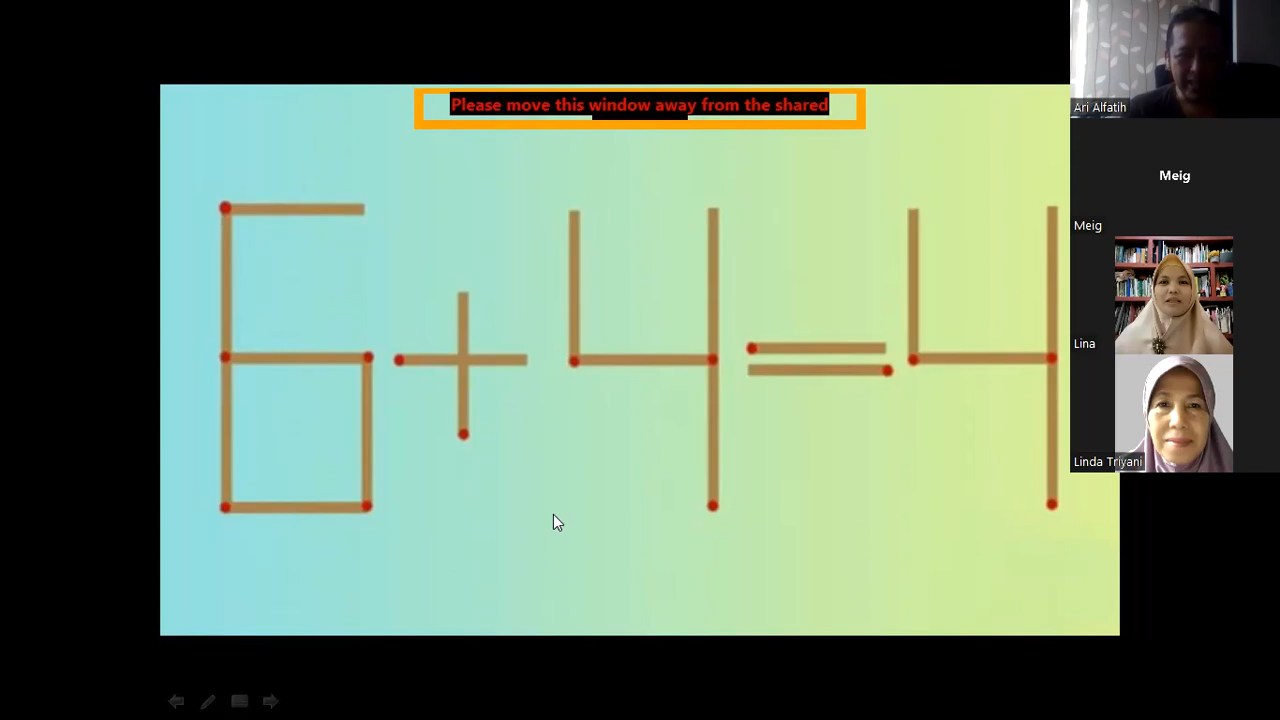 Please move this window away from the shared
6+4=4
Ari Alfatih
Meig
Meig
Lina
Linda Triyani